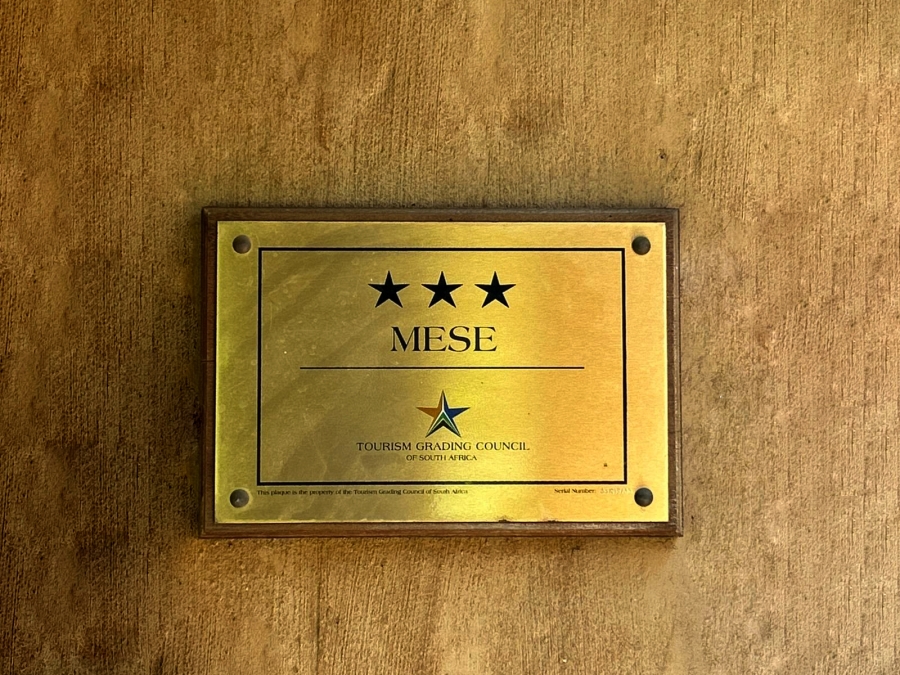 MESE
TOURISM GRADING COUNCIL
OF SOUTH AFRICA
This plaque is the property of the Tourism Grading Council of South Africa
Serial Number: